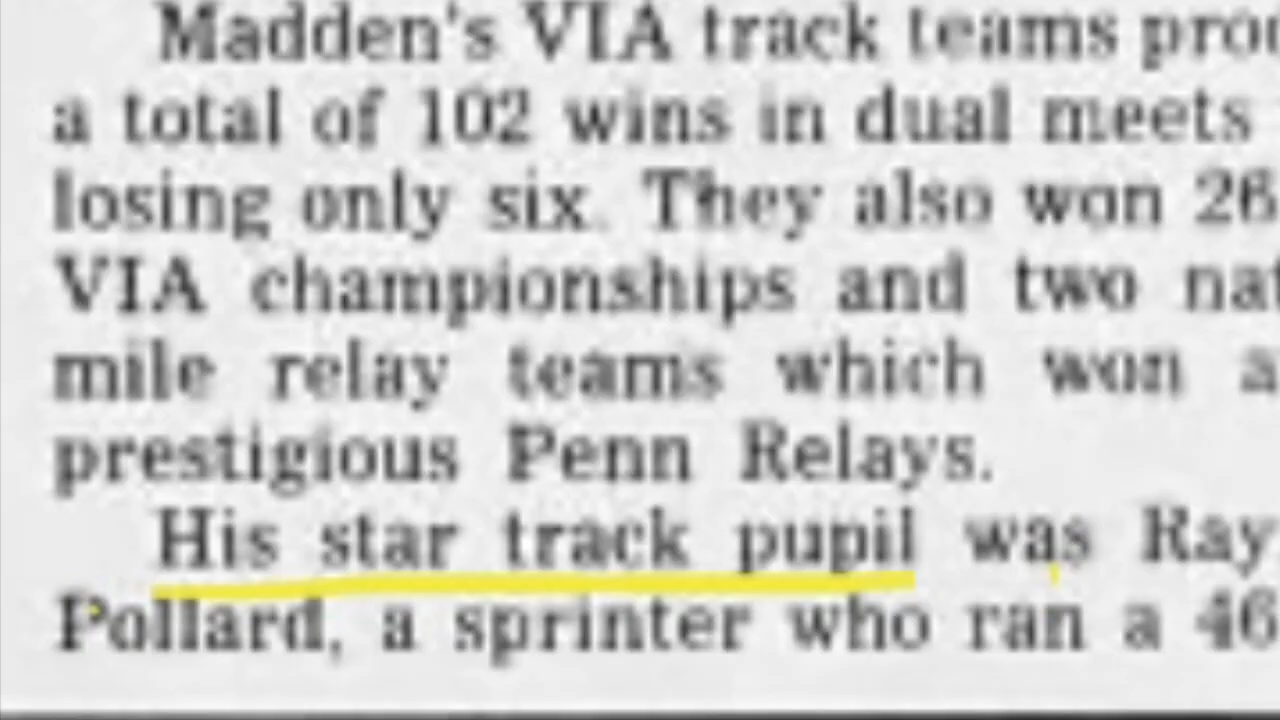 Madden's VIA track teams
a total of 102 wins in dual meets
losing only six. They also won 26
VIA championships and two
mile relay teams which won a
prestigious Penn Relays.
His star track pupil was Ray
Pollard, a sprinter who ran a 46